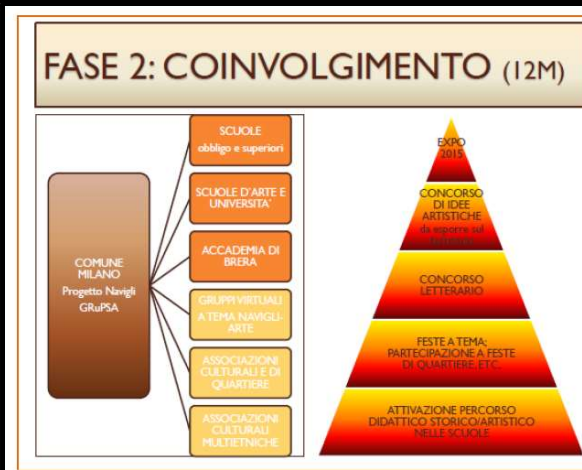 FASE 2: COINVOLGIMENTO (12M)
COMUNE
MILANO
Progetto Navigli
GRuPSA
SCUOLE
obbligo e superiori
SCUOLE D'ARTE E
UNIVERSITA'
ACCADEMIA DI
BRERA
GRUPPI VIRTUALI
A TEMA NAVIGLI-
ARTE
ASSOCIAZIONI
CULTURALI E DI
QUARTIERE
ASSOCIAZIONI
CULTURALI
MULTIETNICHE
EXPO
2015
CONCORSO
DI IDEE
ARTISTICHE
da esporre sul
CONCORSO
LETTERARIO
FESTE A TEMA;
PARTECIPAZIONE A FESTE
DI QUARTIERE, ETC.
ATTIVAZIONE PERCORSO
DIDATTICO STORICO/ARTISTICO
NELLE SCUOLE